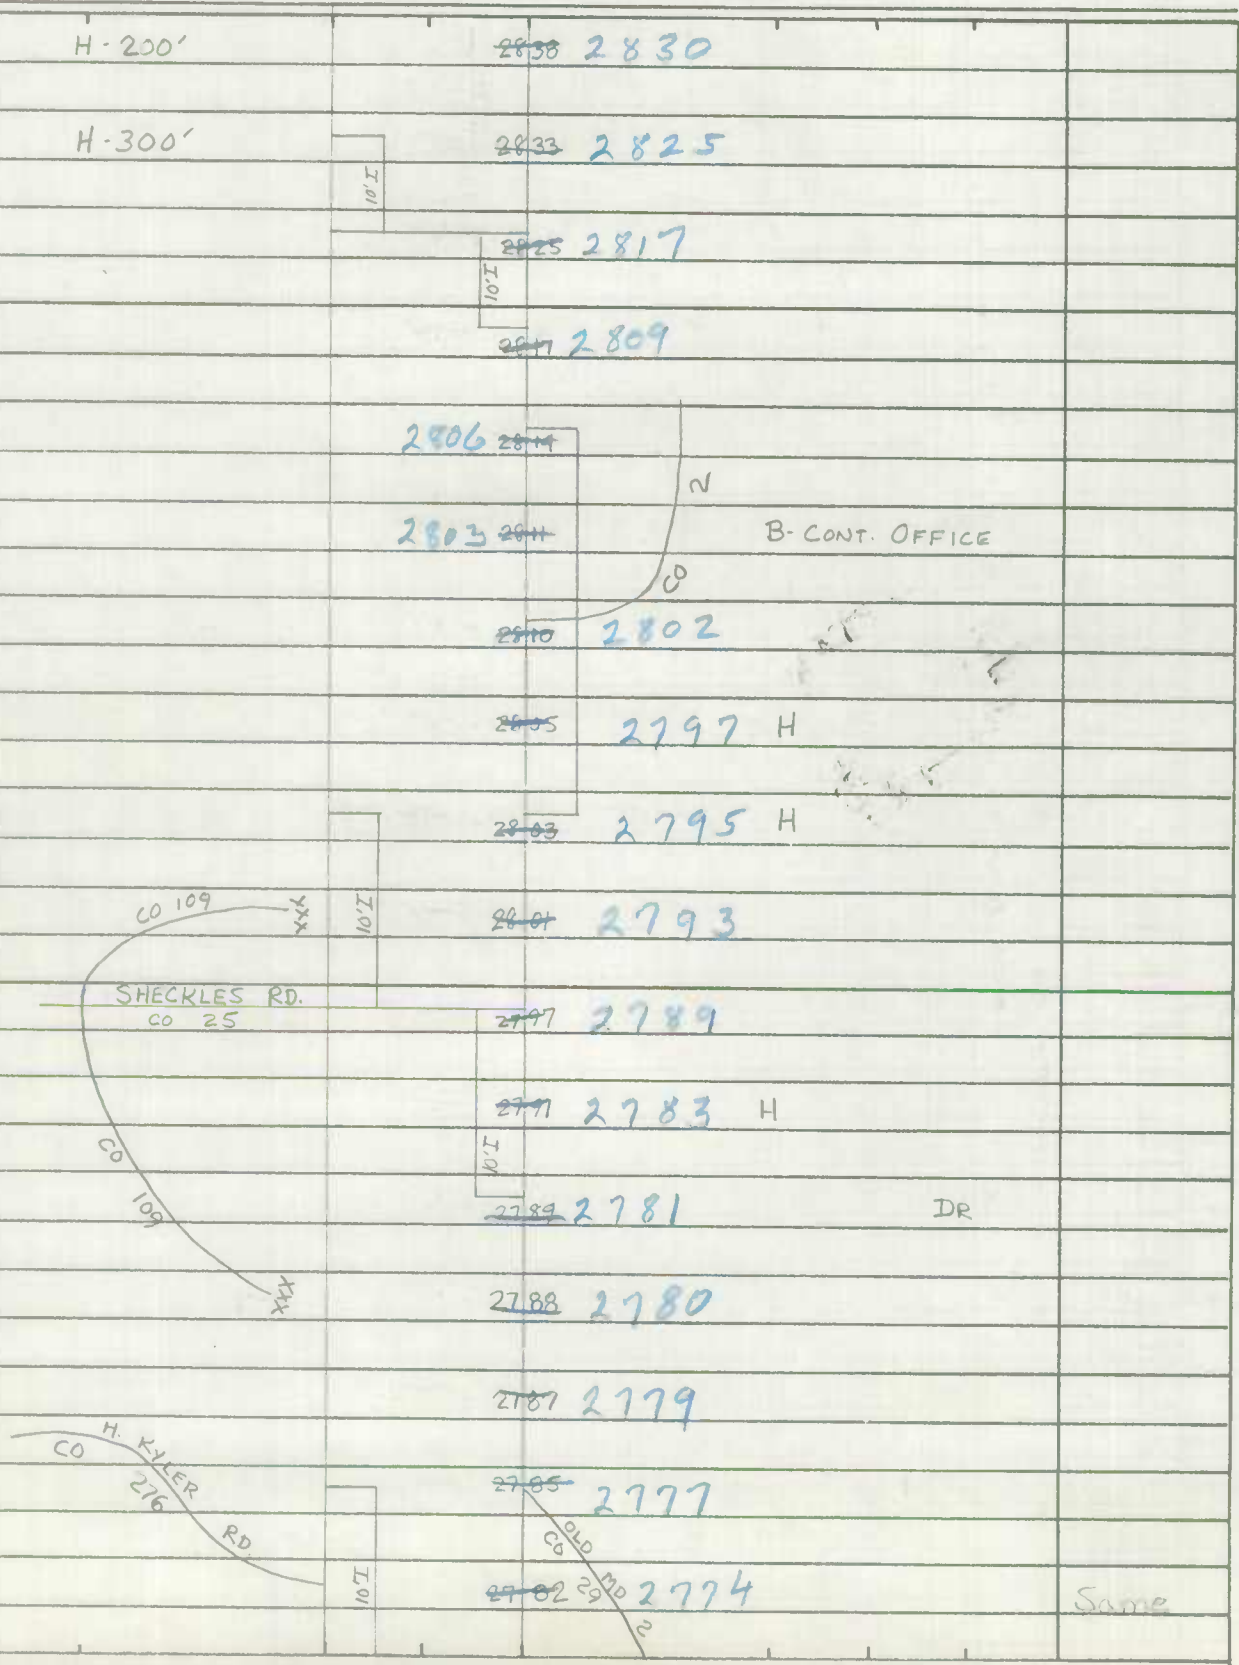 H-200' 2838 2830
H-300' 2833 2825
10' I
2825 2817
10' I
2817 2809
2806 2814
N
2803 2811 B-CONT. OFFICE
CO
2810 2802
2805 2797 H
2803 2795 H
CO 109 XXX 10' I 2801 2793
SHECKLES RD.
CO 25 2797 2789
2791 2783 H
CO 10' I
109 2789 2781 DR
XXX 2788 2780
2787 2779
CO H. KYLER RD.
276
2785 2777
CO 29
OLD MD 2
10' I 2782 2774 Same